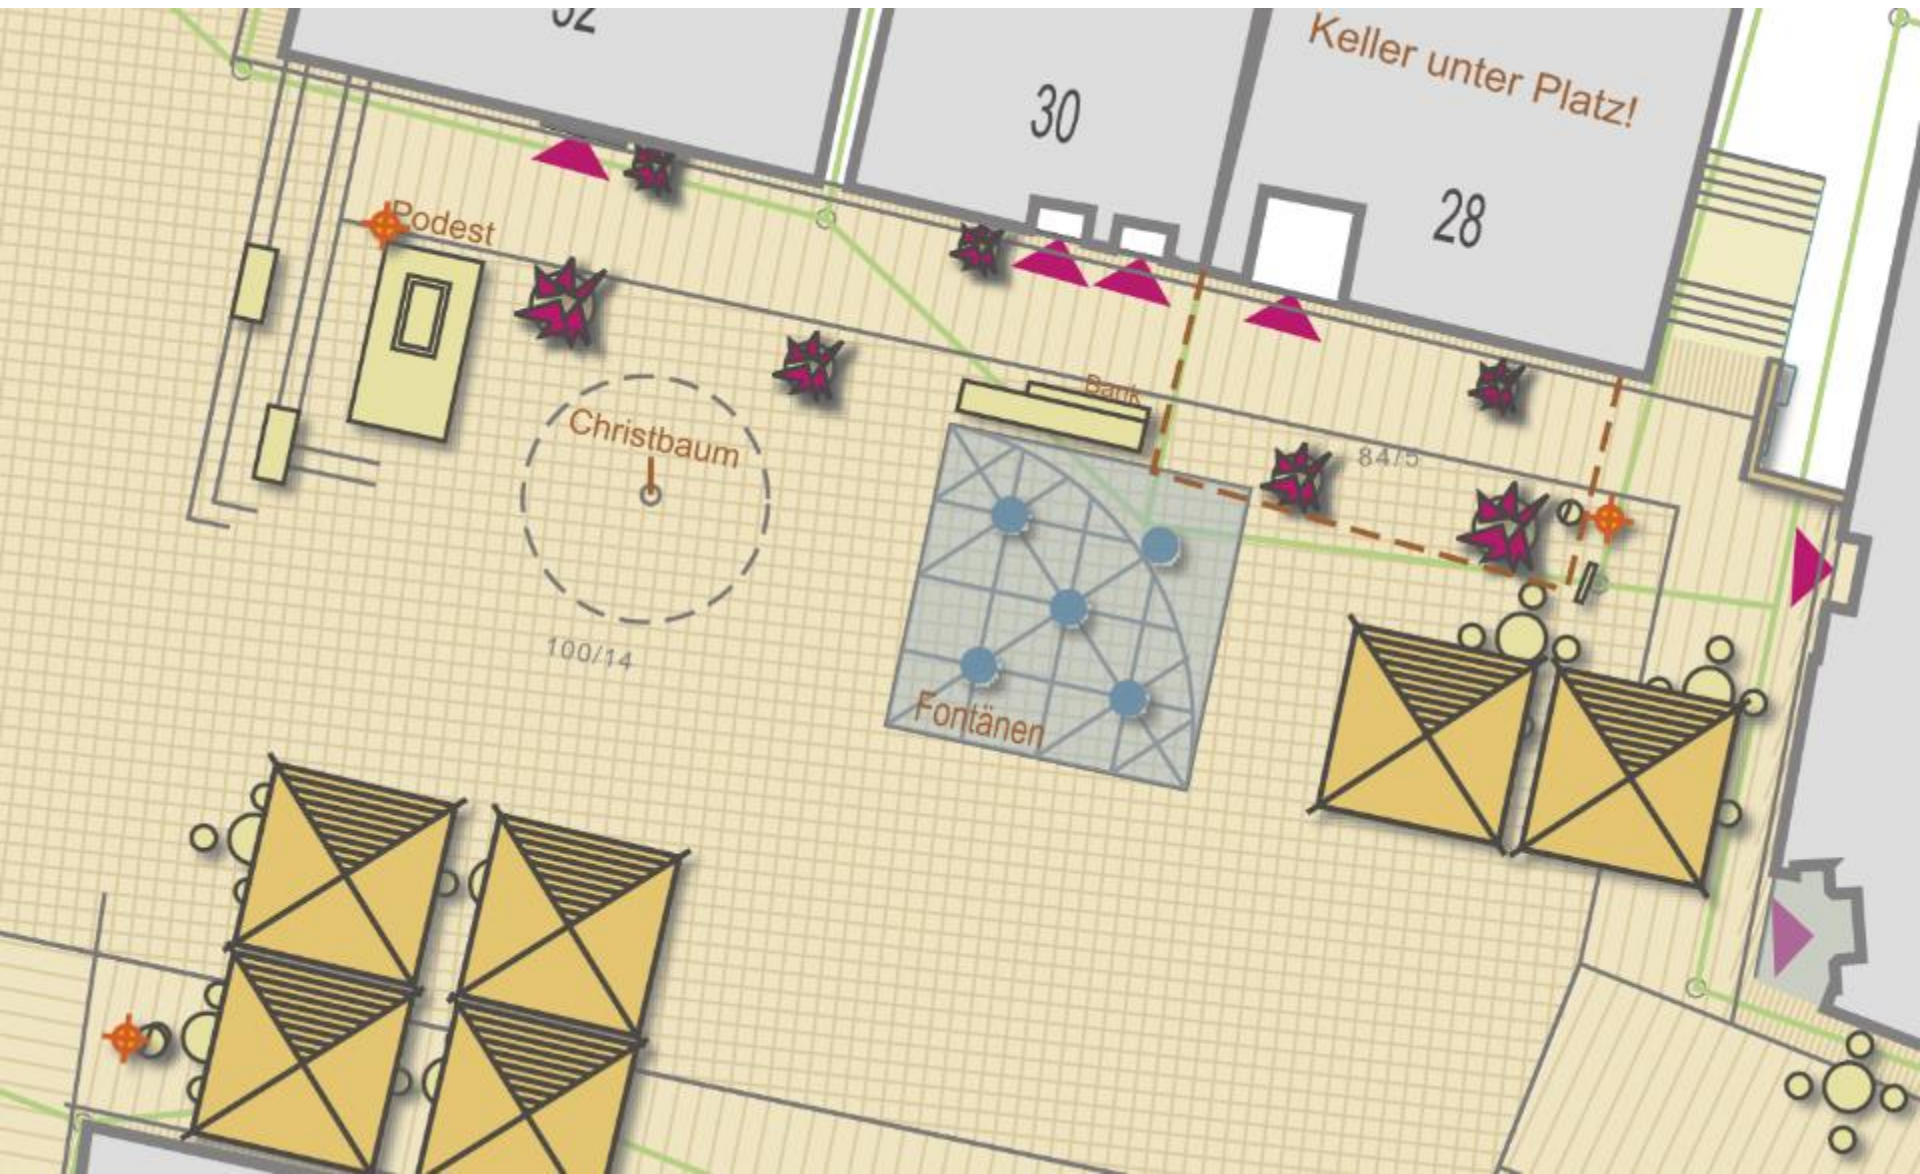 32
Keller unter Platz!
30
28
Podest
Bank
Christbaum
84/5
100/14
Fontänen